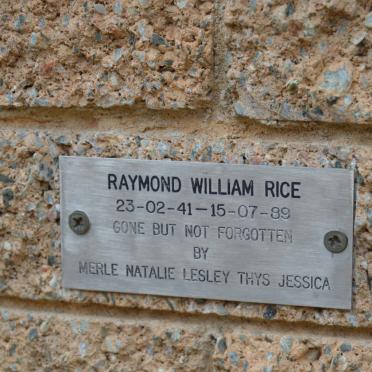 RAYMOND WILLIAM RICE
23-02-41-15-07-89
GONE BUT NOT FORGOTTEN
BY
MERLE NATALIE LESLEY THYS JESSICA